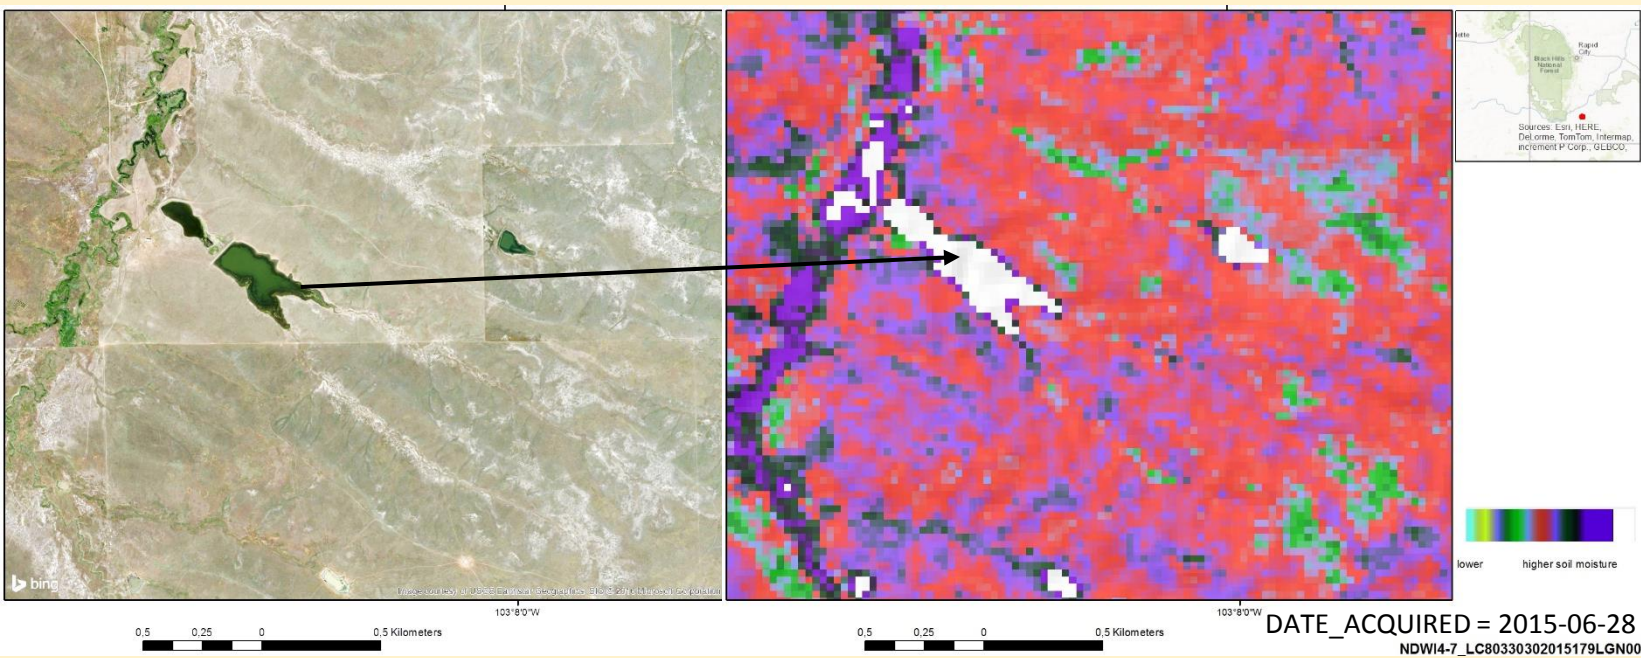 bing
103°8'0"W
0,5 0,25 0 0,5 Kilometers
103°8'0"W
0,5 0,25 0 0,5 Kilometers
Rapid
City
Black Hills
National
Forest
Sources: Esri, HERE,
DeLorme, TomTom, Intermap,
increment P Corp., GEBCO,
lower higher soil moisture
DATE_ACQUIRED = 2015-06-28
NDWI4-7_LC80330302015179LGN00